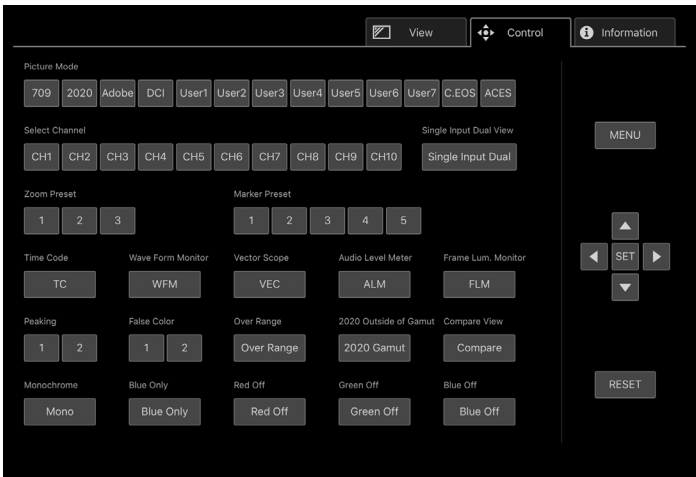 View Control Information
Picture Mode
709 2020 Adobe DCI User1 User2 User3 User4 User5 User6 User7 C.EOS ACES
Select Channel Single Input Dual View
CH1 CH2 CH3 CH4 CH5 CH6 CH7 CH8 CH9 CH10 Single Input Dual
MENU
Zoom Preset Marker Preset
1 2 3 1 2 3 4 5
Time Code Wave Form Monitor Vector Scope Audio Level Meter Frame Lum. Monitor
TC WFM VEC ALM FLM
SET
Peaking False Color Over Range 2020 Outside of Gamut Compare View
1 2 1 2 Over Range 2020 Gamut Compare
Monochrome Blue Only Red Off Green Off Blue Off
Mono Blue Only Red Off Green Off Blue Off
RESET